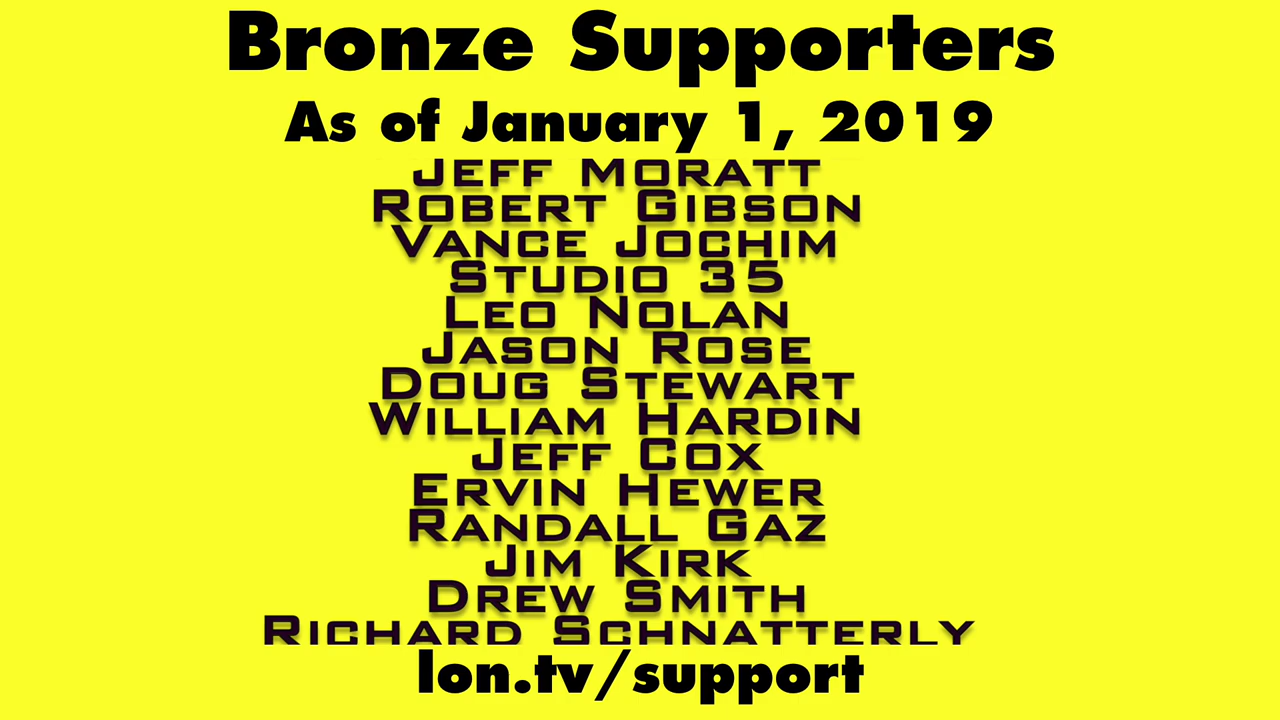 Bronze Supporters
As of January 1, 2019
Jeff Moratt
Robert Gibson
Vance Jochim
Studio 35
Leo Nolan
Jason Rose
Doug Stewart
William Hardin
Jeff Cox
Ervin Hewer
Randall Gaz
Jim Kirk
Drew Smith
Richard Schnatterly
lon.tv/support